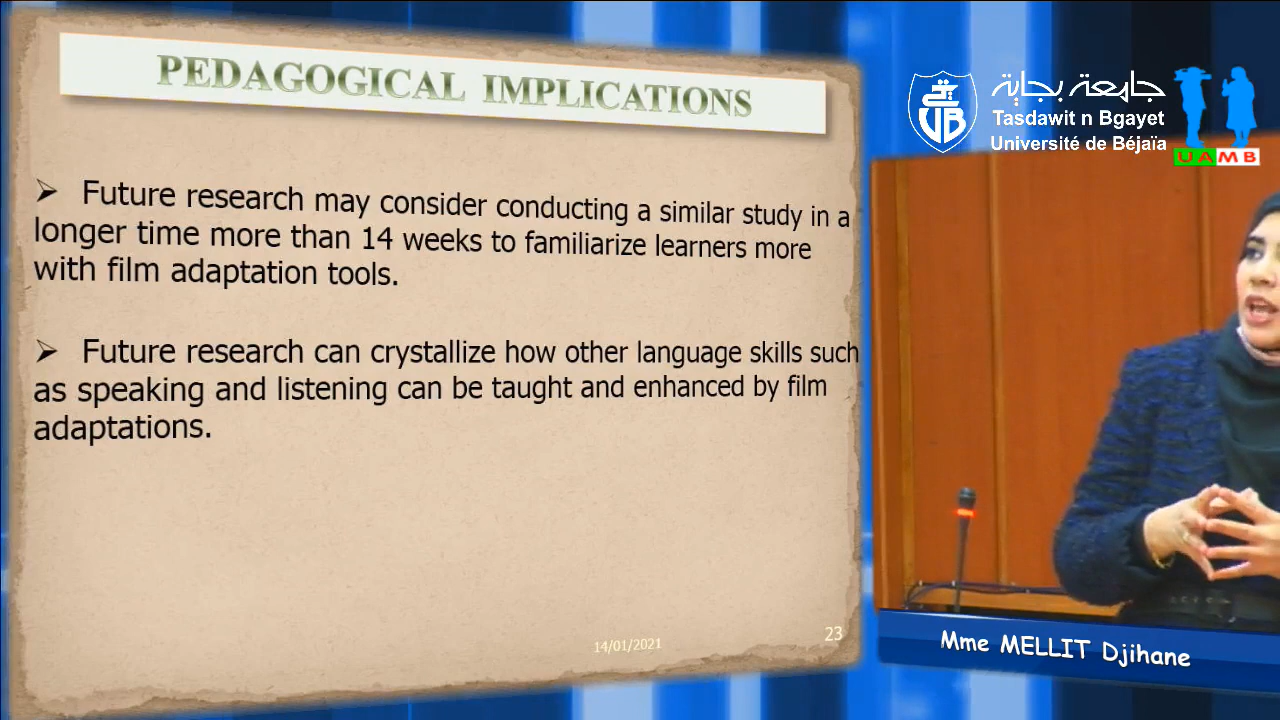 PEDAGOGICAL IMPLICATIONS
➢ Future research may consider conducting a similar study in a
longer time more than 14 weeks to familiarize learners more
with film adaptation tools.
➢ Future research can crystallize how other language skills such
as speaking and listening can be taught and enhanced by film
adaptations.
14/01/2021
23
UB
جامعة بجاية
Tasdawit n Bgayet
Université de Béjaïa
UAMB
Mme MELLIT Djihane